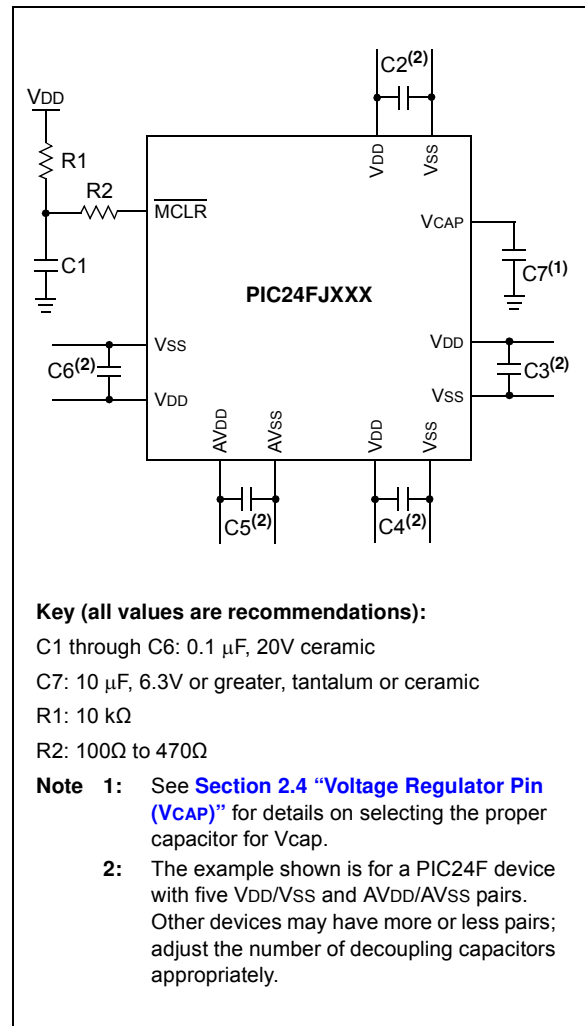 C2(2)
VDD
R1
R2
MCLR
VDD
VSS
VCAP
C1
C7(1)
PIC24FJXXX
VSS
VDD
C6(2)
C3(2)
VDD
VSS
AVDD
AVSS
VDD
VSS
C5(2)
C4(2)
Key (all values are recommendations):
C1 through C6: 0.1 μF, 20V ceramic
C7: 10 μF, 6.3V or greater, tantalum or ceramic
R1: 10 kΩ
R2: 100Ω to 470Ω
Note 1: See Section 2.4 “Voltage Regulator Pin
(VCAP)” for details on selecting the proper
capacitor for Vcap.
2: The example shown is for a PIC24F device
with five VDD/VSS and AVDD/AVSS pairs.
Other devices may have more or less pairs;
adjust the number of decoupling capacitors
appropriately.